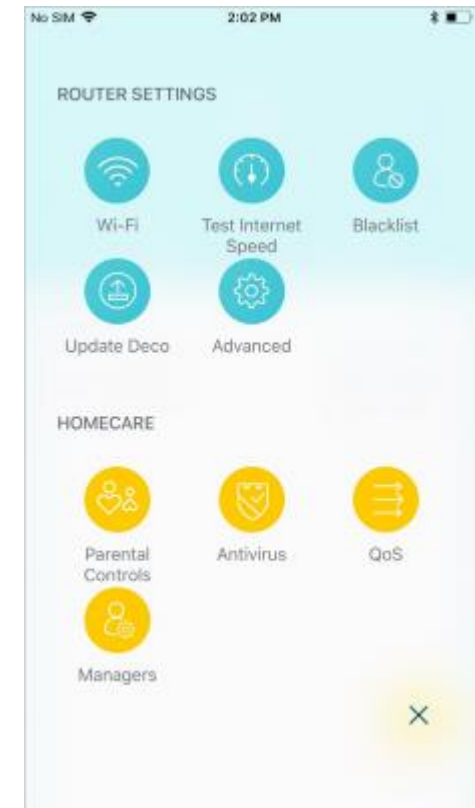 No SIM 2:02 PM
ROUTER SETTINGS
Wi-Fi Test Internet Blacklist
Speed
Update Deco Advanced
HOMECARE
Parental Antivirus QoS
Controls
Managers